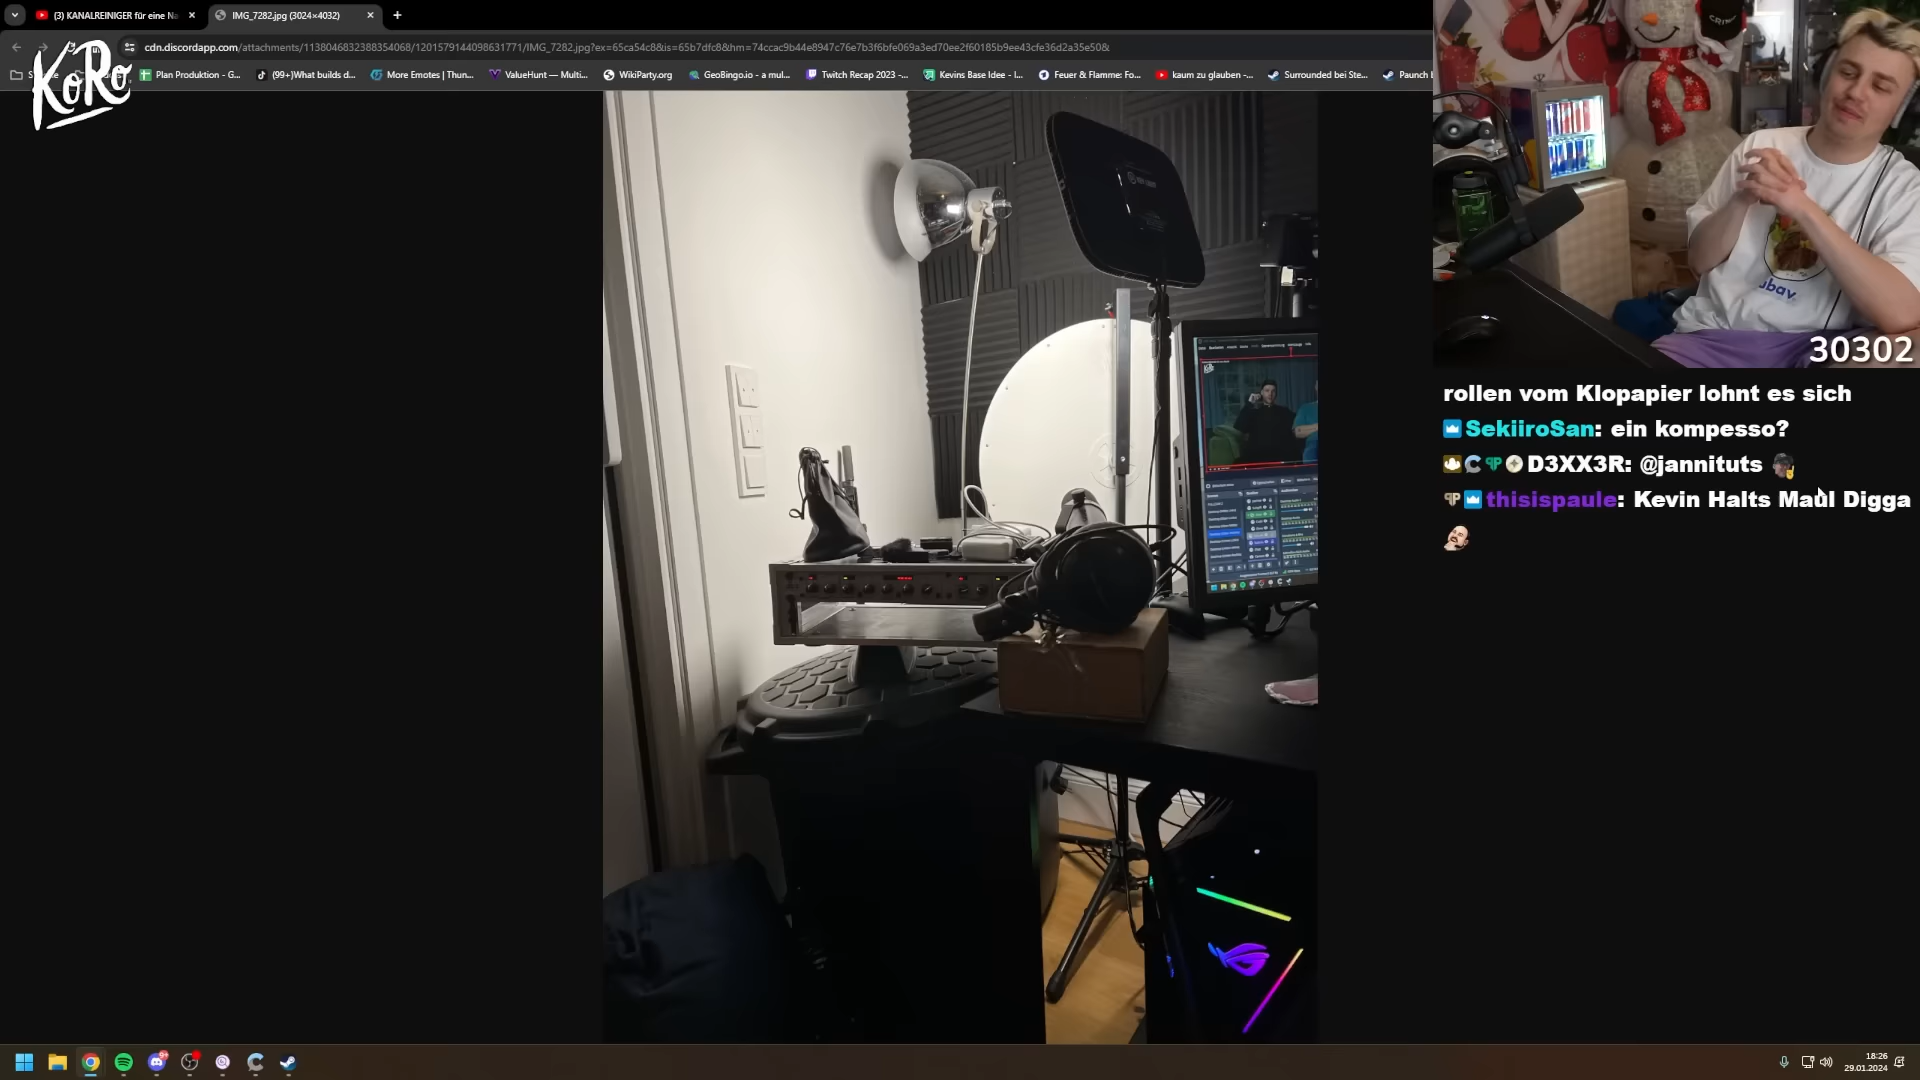 (3) KANALREINIGER für eine Na
IMG_7282.jpg (3024×4032)
cdn.discordapp.com/attachments/1138046832388354068/1201579144098631771/IMG_7282.jpg?ex=65ca54c8&is=65b7dfc8&hm=74ccac9b44e8947c76e7b3f6bfe069a3ed70ee2f60185b9ee43cfe36d2a35e50&
KoRo
Plan Produktion - G...
(99+)What builds d...
More Emotes | Thun...
ValueHunt — Multi...
WikiParty.org
GeoBingo.io - a mul...
Twitch Recap 2023 -...
Kevins Base Idee - I...
Feuer & Flamme: Fo...
kaum zu glauben -...
Surrounded bei Ste...
Paunch b
30302
rollen vom Klopapier lohnt es sich
SekiiroSan: ein kompesso?
D3XX3R: @jannituts
thisispaule: Kevin Halts Maul Digga
18:26
29.01.2024